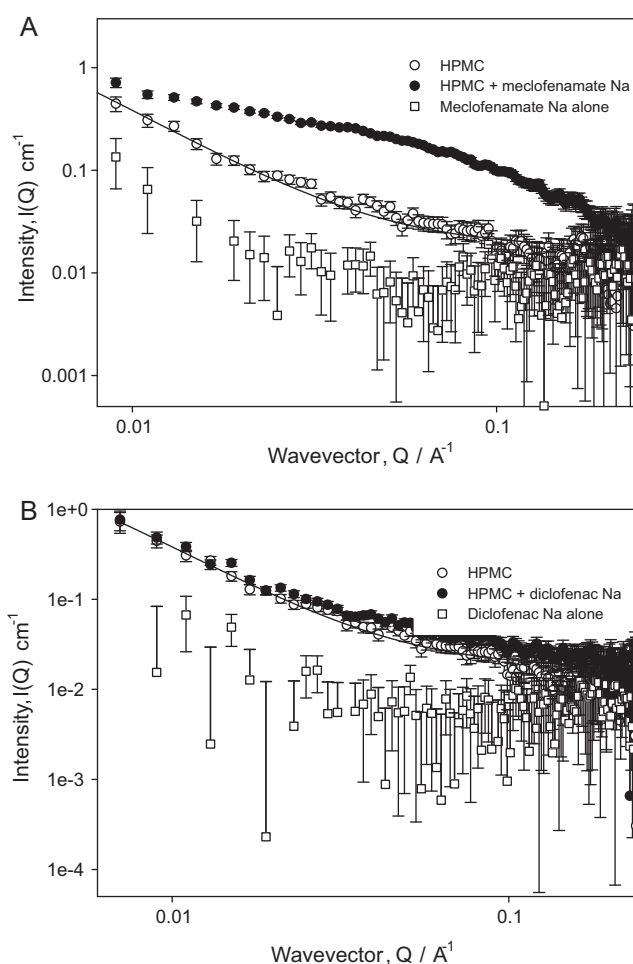 A
HPMC
HPMC + meclofenamate Na
Meclofenamate Na alone
Intensity, I(Q) cm-1
1
0.1
0.01
0.001
0.01
0.1
Wavevector, Q / A-1
B
HPMC
HPMC + diclofenac Na
Diclofenac Na alone
Intensity, I(Q) cm-1
1e+0
1e-1
1e-2
1e-3
1e-4
0.01
0.1
Wavevector, Q / A-1